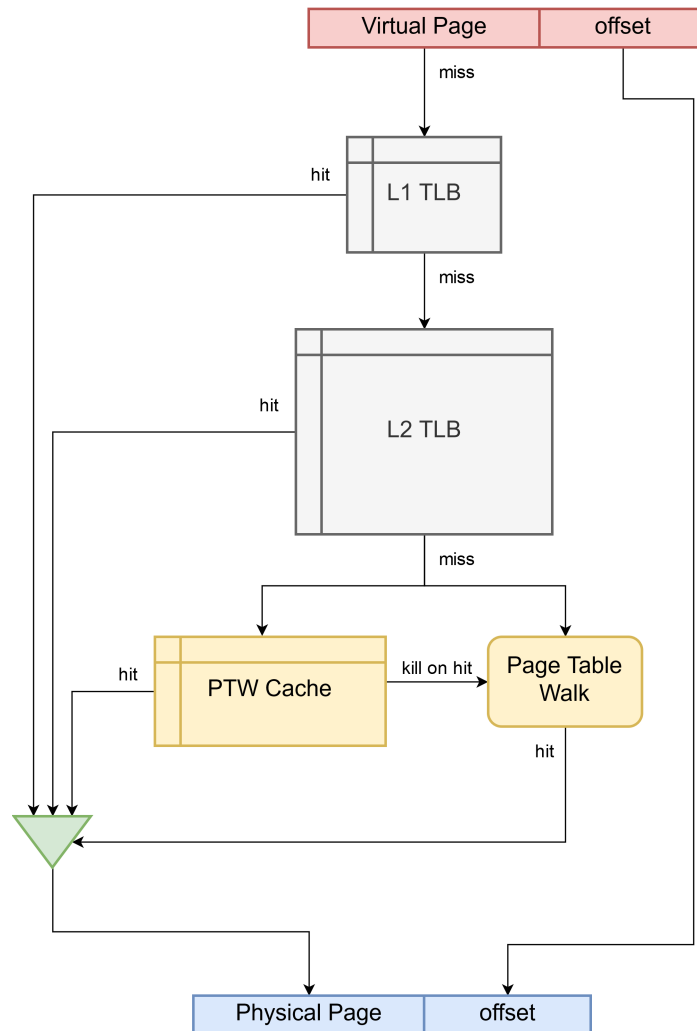 Virtual Page
offset
miss
hit
L1 TLB
miss
hit
L2 TLB
miss
hit
PTW Cache
kill on hit
Page Table
Walk
hit
Physical Page
offset